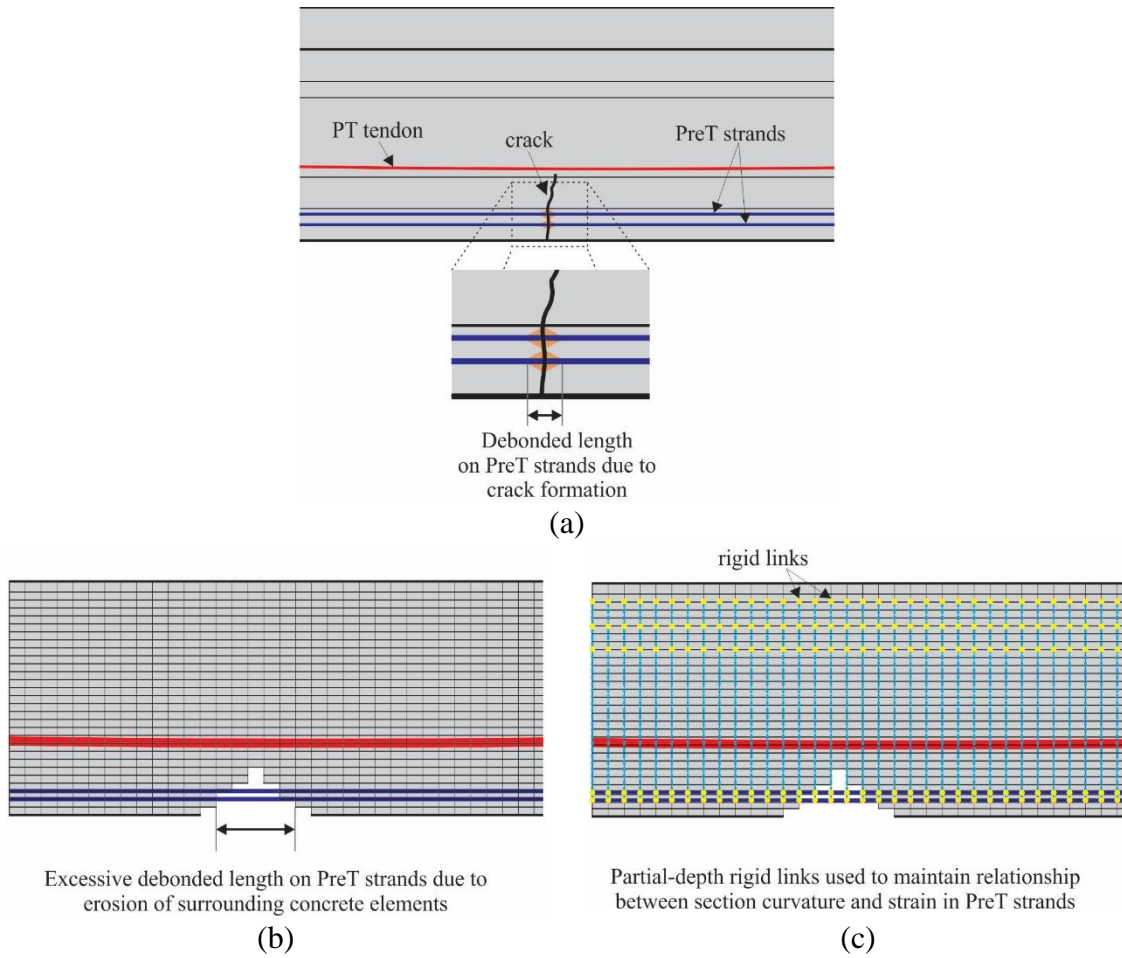 PT tendon
crack
PreT strands
Debonded length
on PreT strands due to
crack formation
(a)
rigid links
Excessive debonded length on PreT strands due to
erosion of surrounding concrete elements
(b)
Partial-depth rigid links used to maintain relationship
between section curvature and strain in PreT strands
(c)